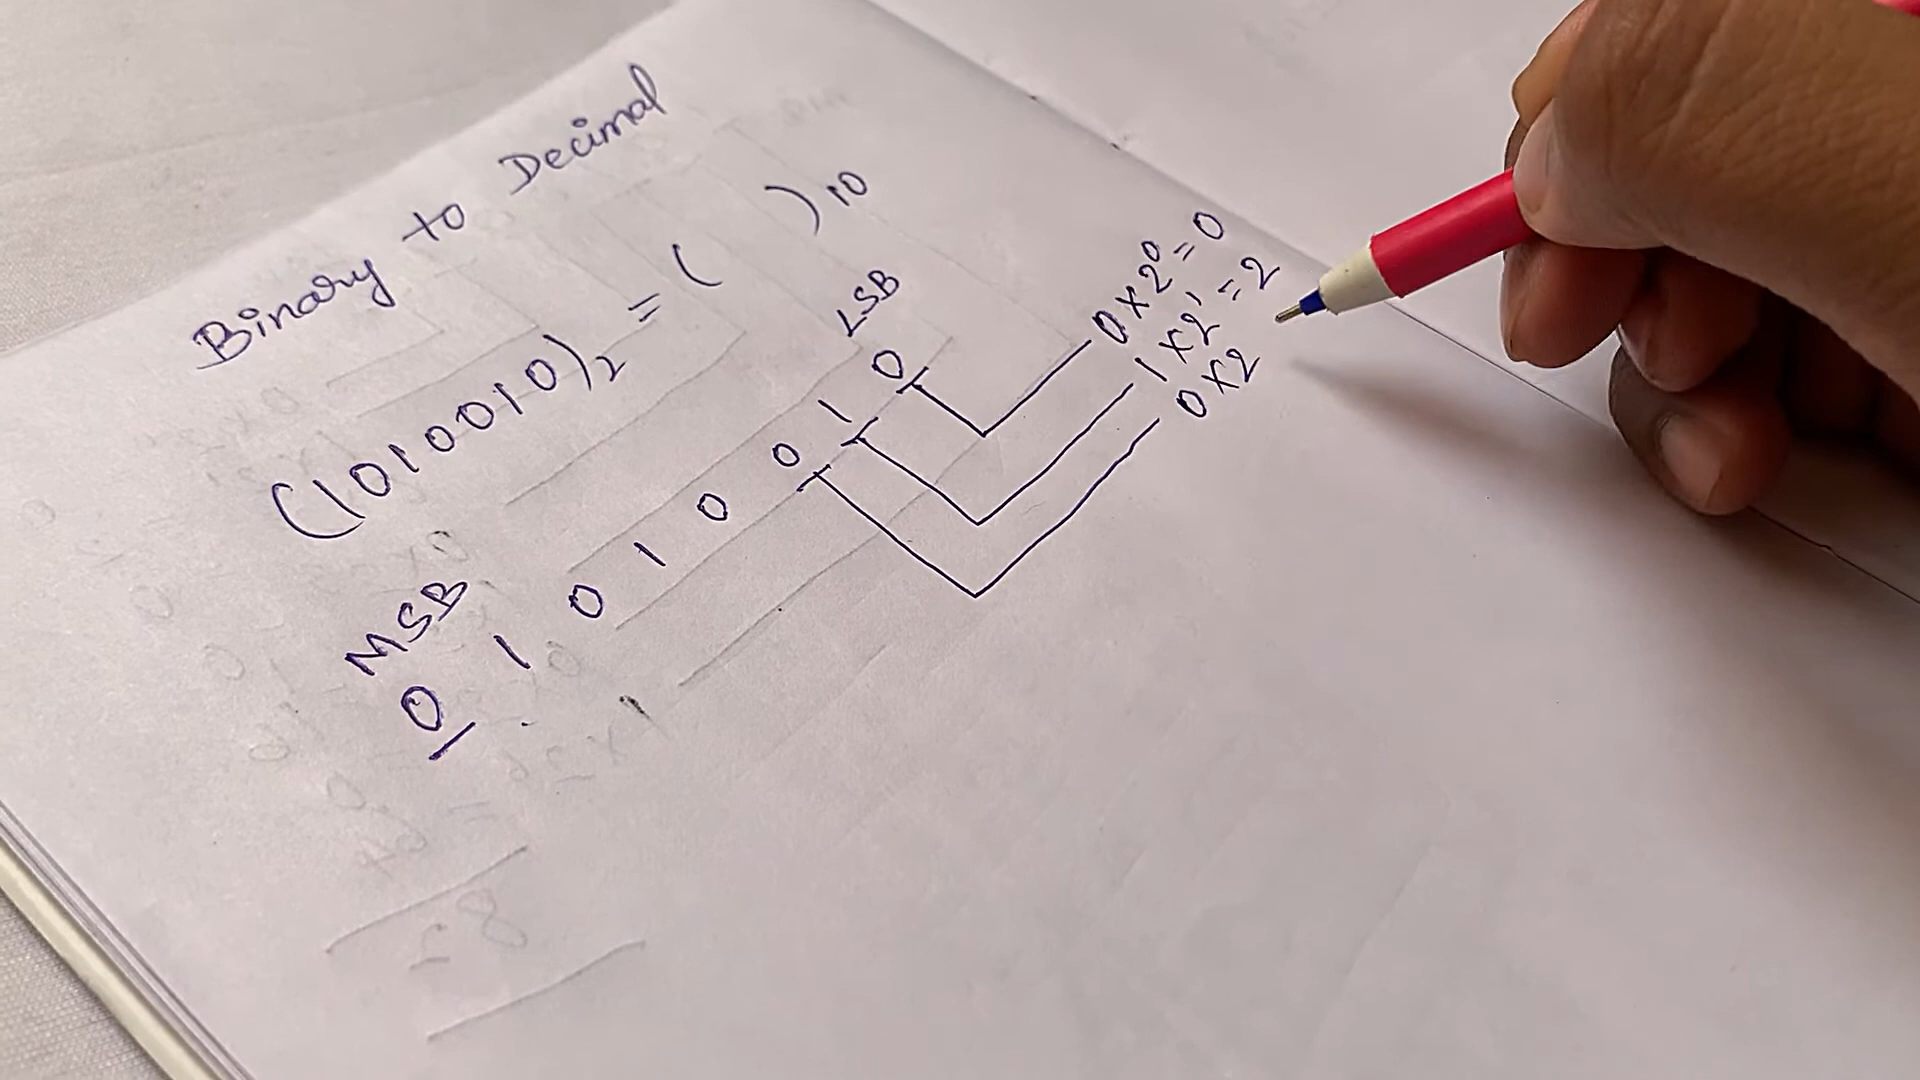 Binary to Decimal
(1010010)2 = ( )10
MSB LSB
0 1 0 1 0 0 1 0
0 × 2⁰ = 0
1 × 2¹ = 2
0 × 2